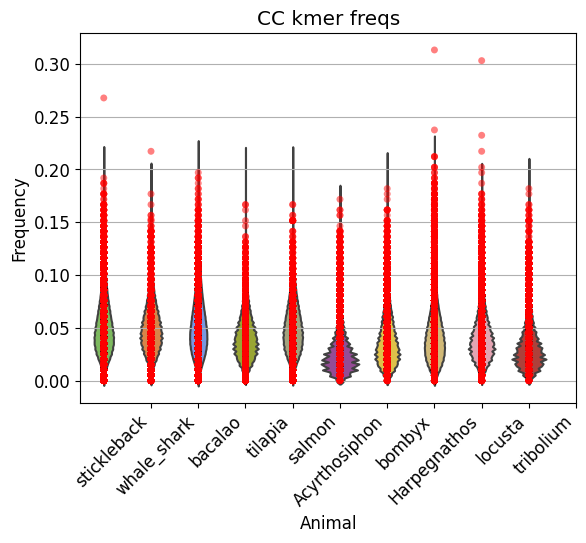 CC kmer freqs
0.30
0.25
0.20
0.15
0.10
0.05
0.00
Frequency
stickleback
whale_shark
bacalao
tilapia
salmon
Acyrthosiphon
bombyx
Harpegnathos
locusta
tribolium
Animal